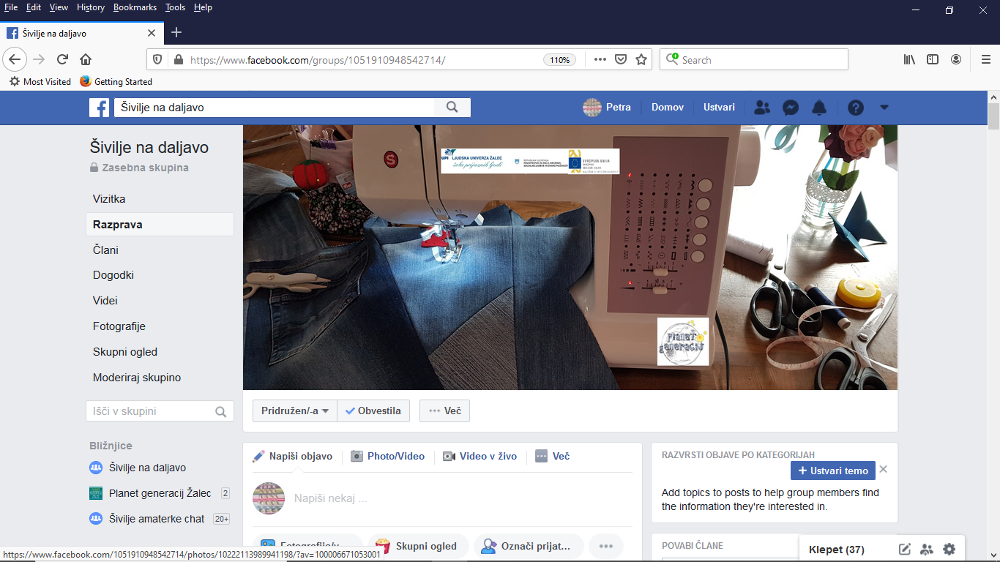 File Edit View History Bookmarks Tools Help
Šivilje na daljavo
https://www.facebook.com/groups/1051910948542714/
110%
Search
Most Visited
Getting Started
Šivilje na daljavo
Petra
Domov
Ustvari
Šivilje na daljavo
Zasebna skupina
Vizitka
Razprava
Člani
Dogodki
Videi
Fotografije
Skupni ogled
Moderiraj skupino
Išči v skupini
Bližnjice
Šivilje na daljavo
Planet generacij Žalec 2
Šivilje amaterke chat 20+
UPI LJUDSKA UNIVERZA ŽALEC
šola prijaznih ljudi
REPUBLIKA SLOVENIJA
MINISTRSTVO ZA DELO, DRUŽINO,
SOCIALNE ZADEVE IN ENAKE MOŽNOSTI
EVROPSKA UNIJA
EVROPSKI
SOCIALNI SKLAD
Planet
generacij
Pridružen/-a
Obvestila
Več
Napiši objavo
Photo/Video
Video v živo
Več
Napiši nekaj ...
Fotografije/v
Skupni ogled
Označi prijat...
RAZVRSTI OBJAVE PO KATEGORIJAH
+ Ustvari temo
Add topics to posts to help group members find
the information they're interested in.
POVABI ČLANE
Klepet (37)
https://www.facebook.com/1051910948542714/photos/10222113989941198/?av=100006671053001